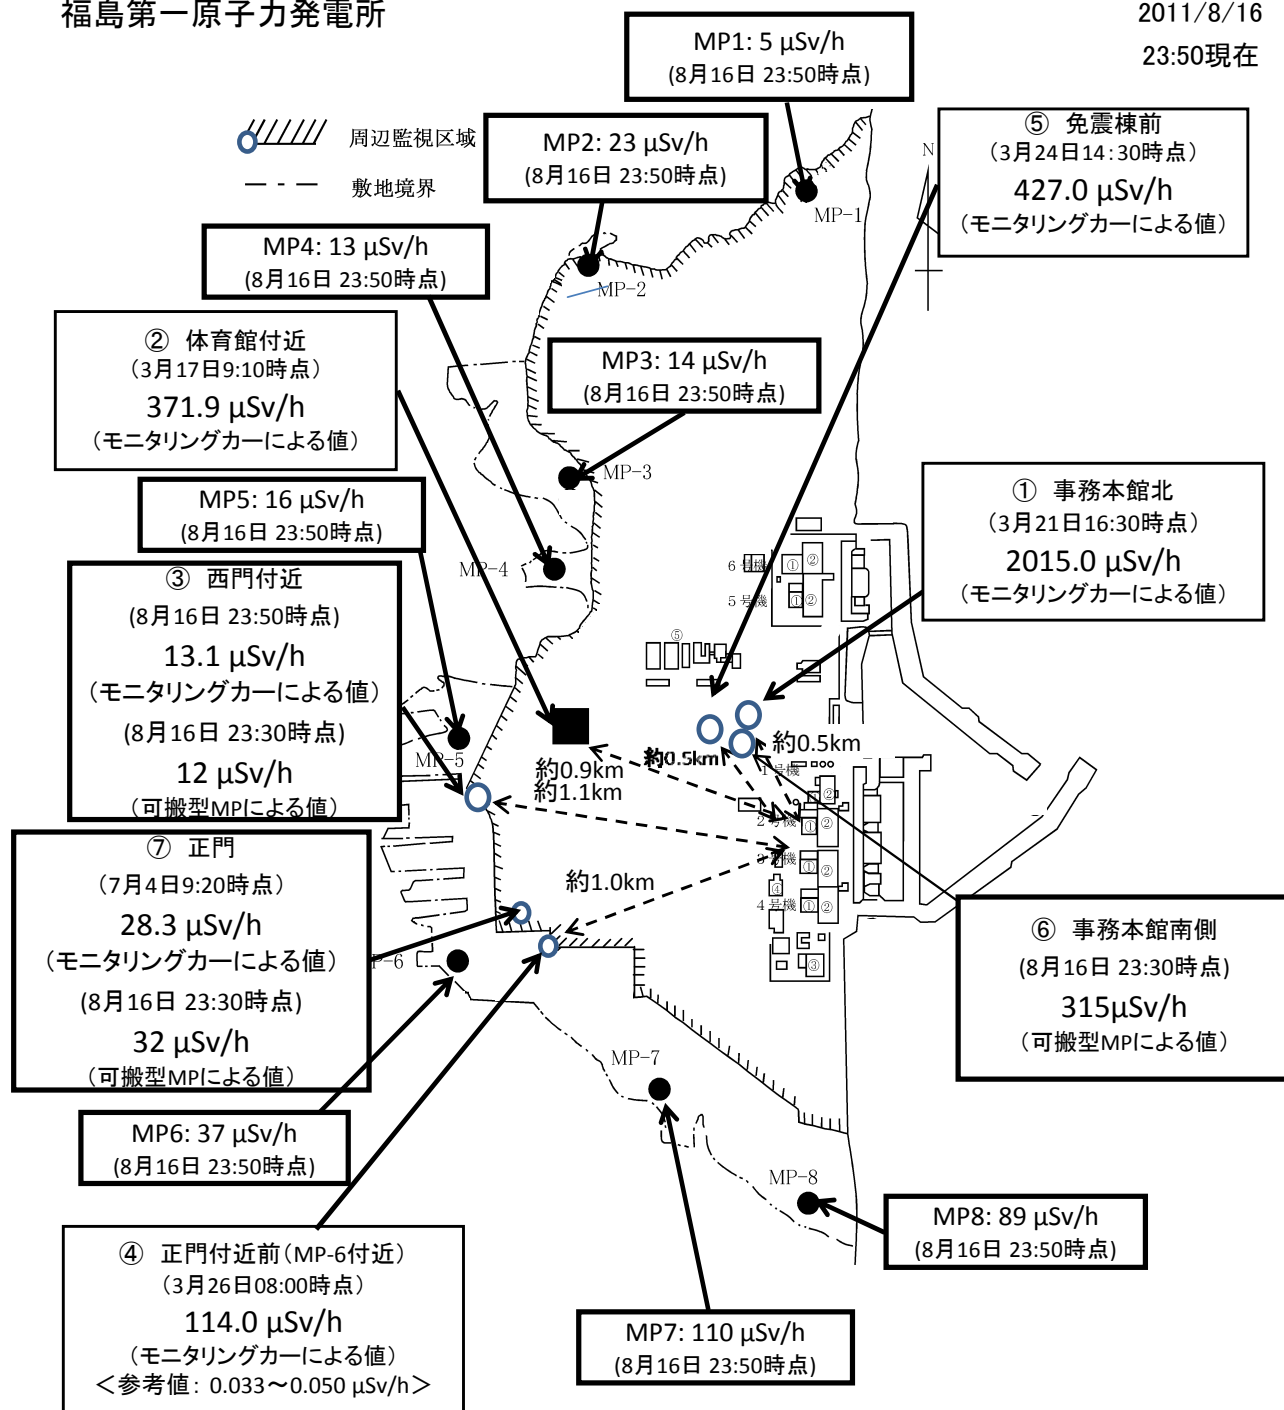 福島第一原子力発電所
2011/8/16
23:50現在
周辺監視区域
敷地境界
MP1: 5 μSv/h
(8月16日 23:50時点)
MP2: 23 μSv/h
(8月16日 23:50時点)
⑤ 免震棟前
(3月24日14:30時点)
427.0 μSv/h
(モニタリングカーによる値)
N
MP-1
MP4: 13 μSv/h
(8月16日 23:50時点)
MP-2
② 体育館付近
(3月17日9:10時点)
371.9 μSv/h
(モニタリングカーによる値)
MP3: 14 μSv/h
(8月16日 23:50時点)
MP-3
MP5: 16 μSv/h
(8月16日 23:50時点)
① 事務本館北
(3月21日16:30時点)
2015.0 μSv/h
(モニタリングカーによる値)
MP-4
6号機
① ②
5号機
① ②
⑤
③ 西門付近
(8月16日 23:50時点)
13.1 μSv/h
(モニタリングカーによる値)
(8月16日 23:30時点)
12 μSv/h
(可搬型MPによる値)
MP-5
約0.9km
約1.1km
約0.5km
約0.5km
1号機
① ②
2号機
① ②
3号機
① ②
④
4号機
① ②
③
約1.0km
⑦ 正門
(7月4日9:20時点)
28.3 μSv/h
(モニタリングカーによる値)
(8月16日 23:30時点)
32 μSv/h
(可搬型MPによる値)
P-6
⑥ 事務本館南側
(8月16日 23:30時点)
315μSv/h
(可搬型MPによる値)
MP-7
MP6: 37 μSv/h
(8月16日 23:50時点)
MP-8
MP8: 89 μSv/h
(8月16日 23:50時点)
④ 正門付近前(MP-6付近)
(3月26日08:00時点)
114.0 μSv/h
(モニタリングカーによる値)
<参考値: 0.033～0.050 μSv/h>
MP7: 110 μSv/h
(8月16日 23:50時点)